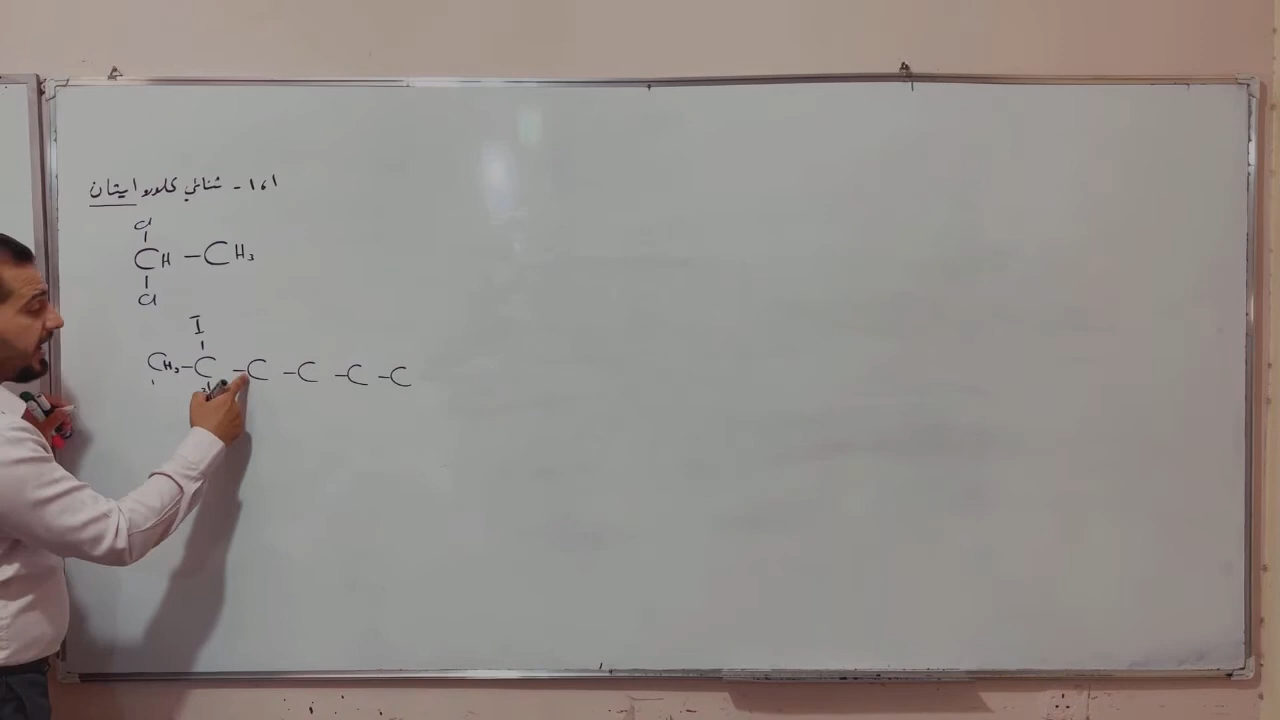 ١،١ - ثنائي كلورو ايثان
Cl
CH - CH₃
Cl
I
CH₃-C-C-C-C-C